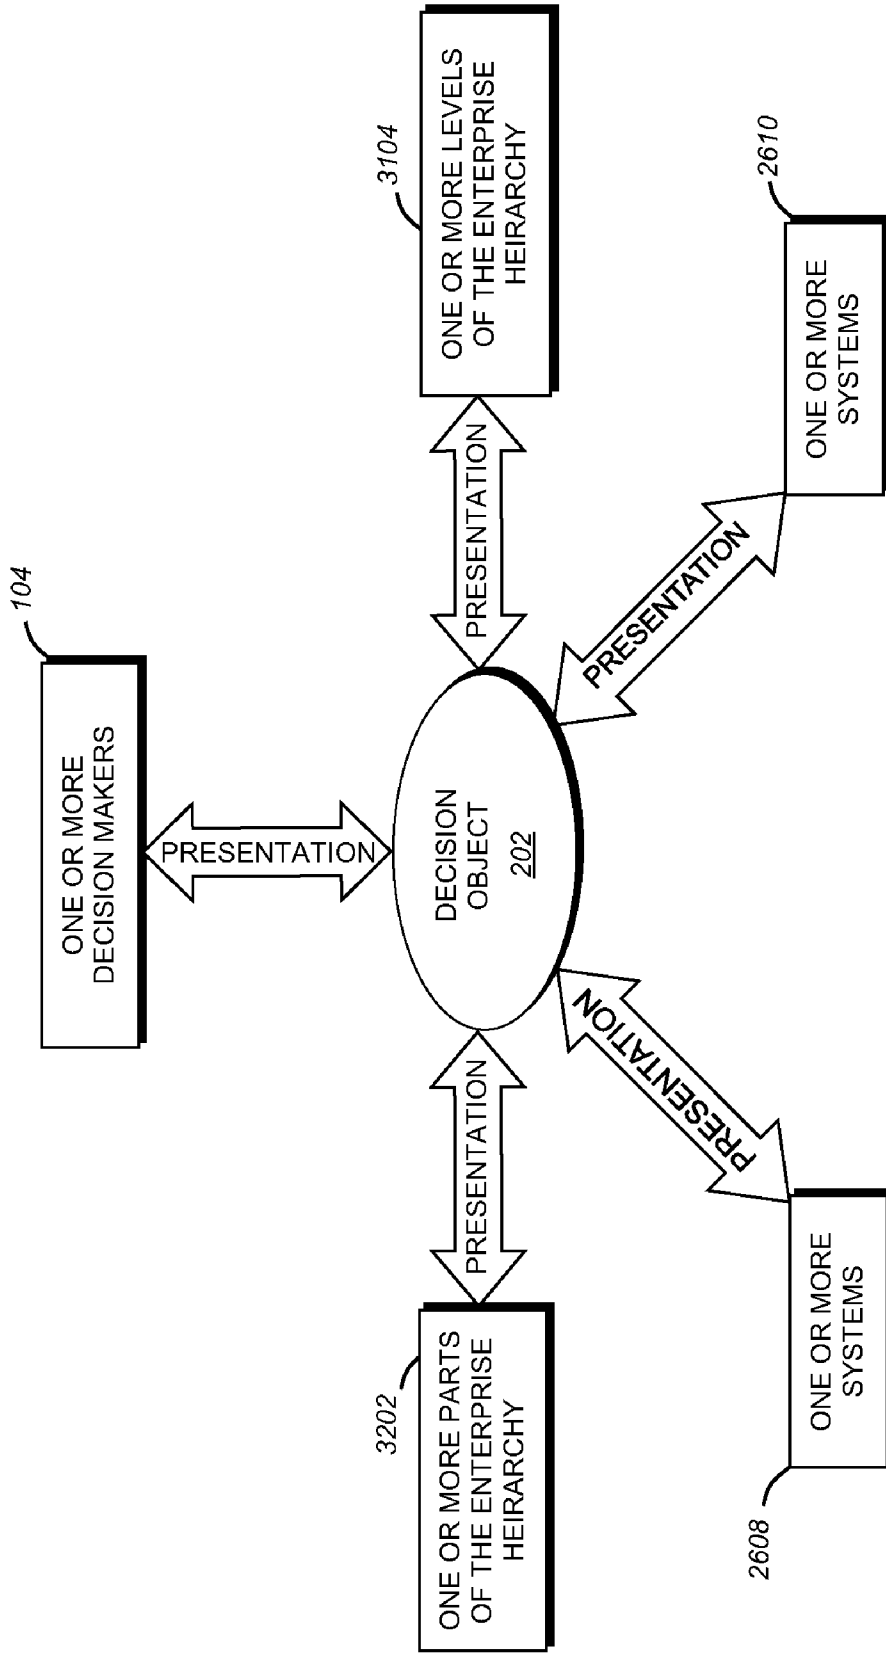 104
ONE OR MORE
DECISION MAKERS
PRESENTATION
3202
ONE OR MORE PARTS
OF THE ENTERPRISE
HEIRARCHY
PRESENTATION
DECISION
OBJECT
202
PRESENTATION
3104
ONE OR MORE LEVELS
OF THE ENTERPRISE
HEIRARCHY
PRESENTATION
PRESENTATION
2608
ONE OR MORE
SYSTEMS
2610
ONE OR MORE
SYSTEMS